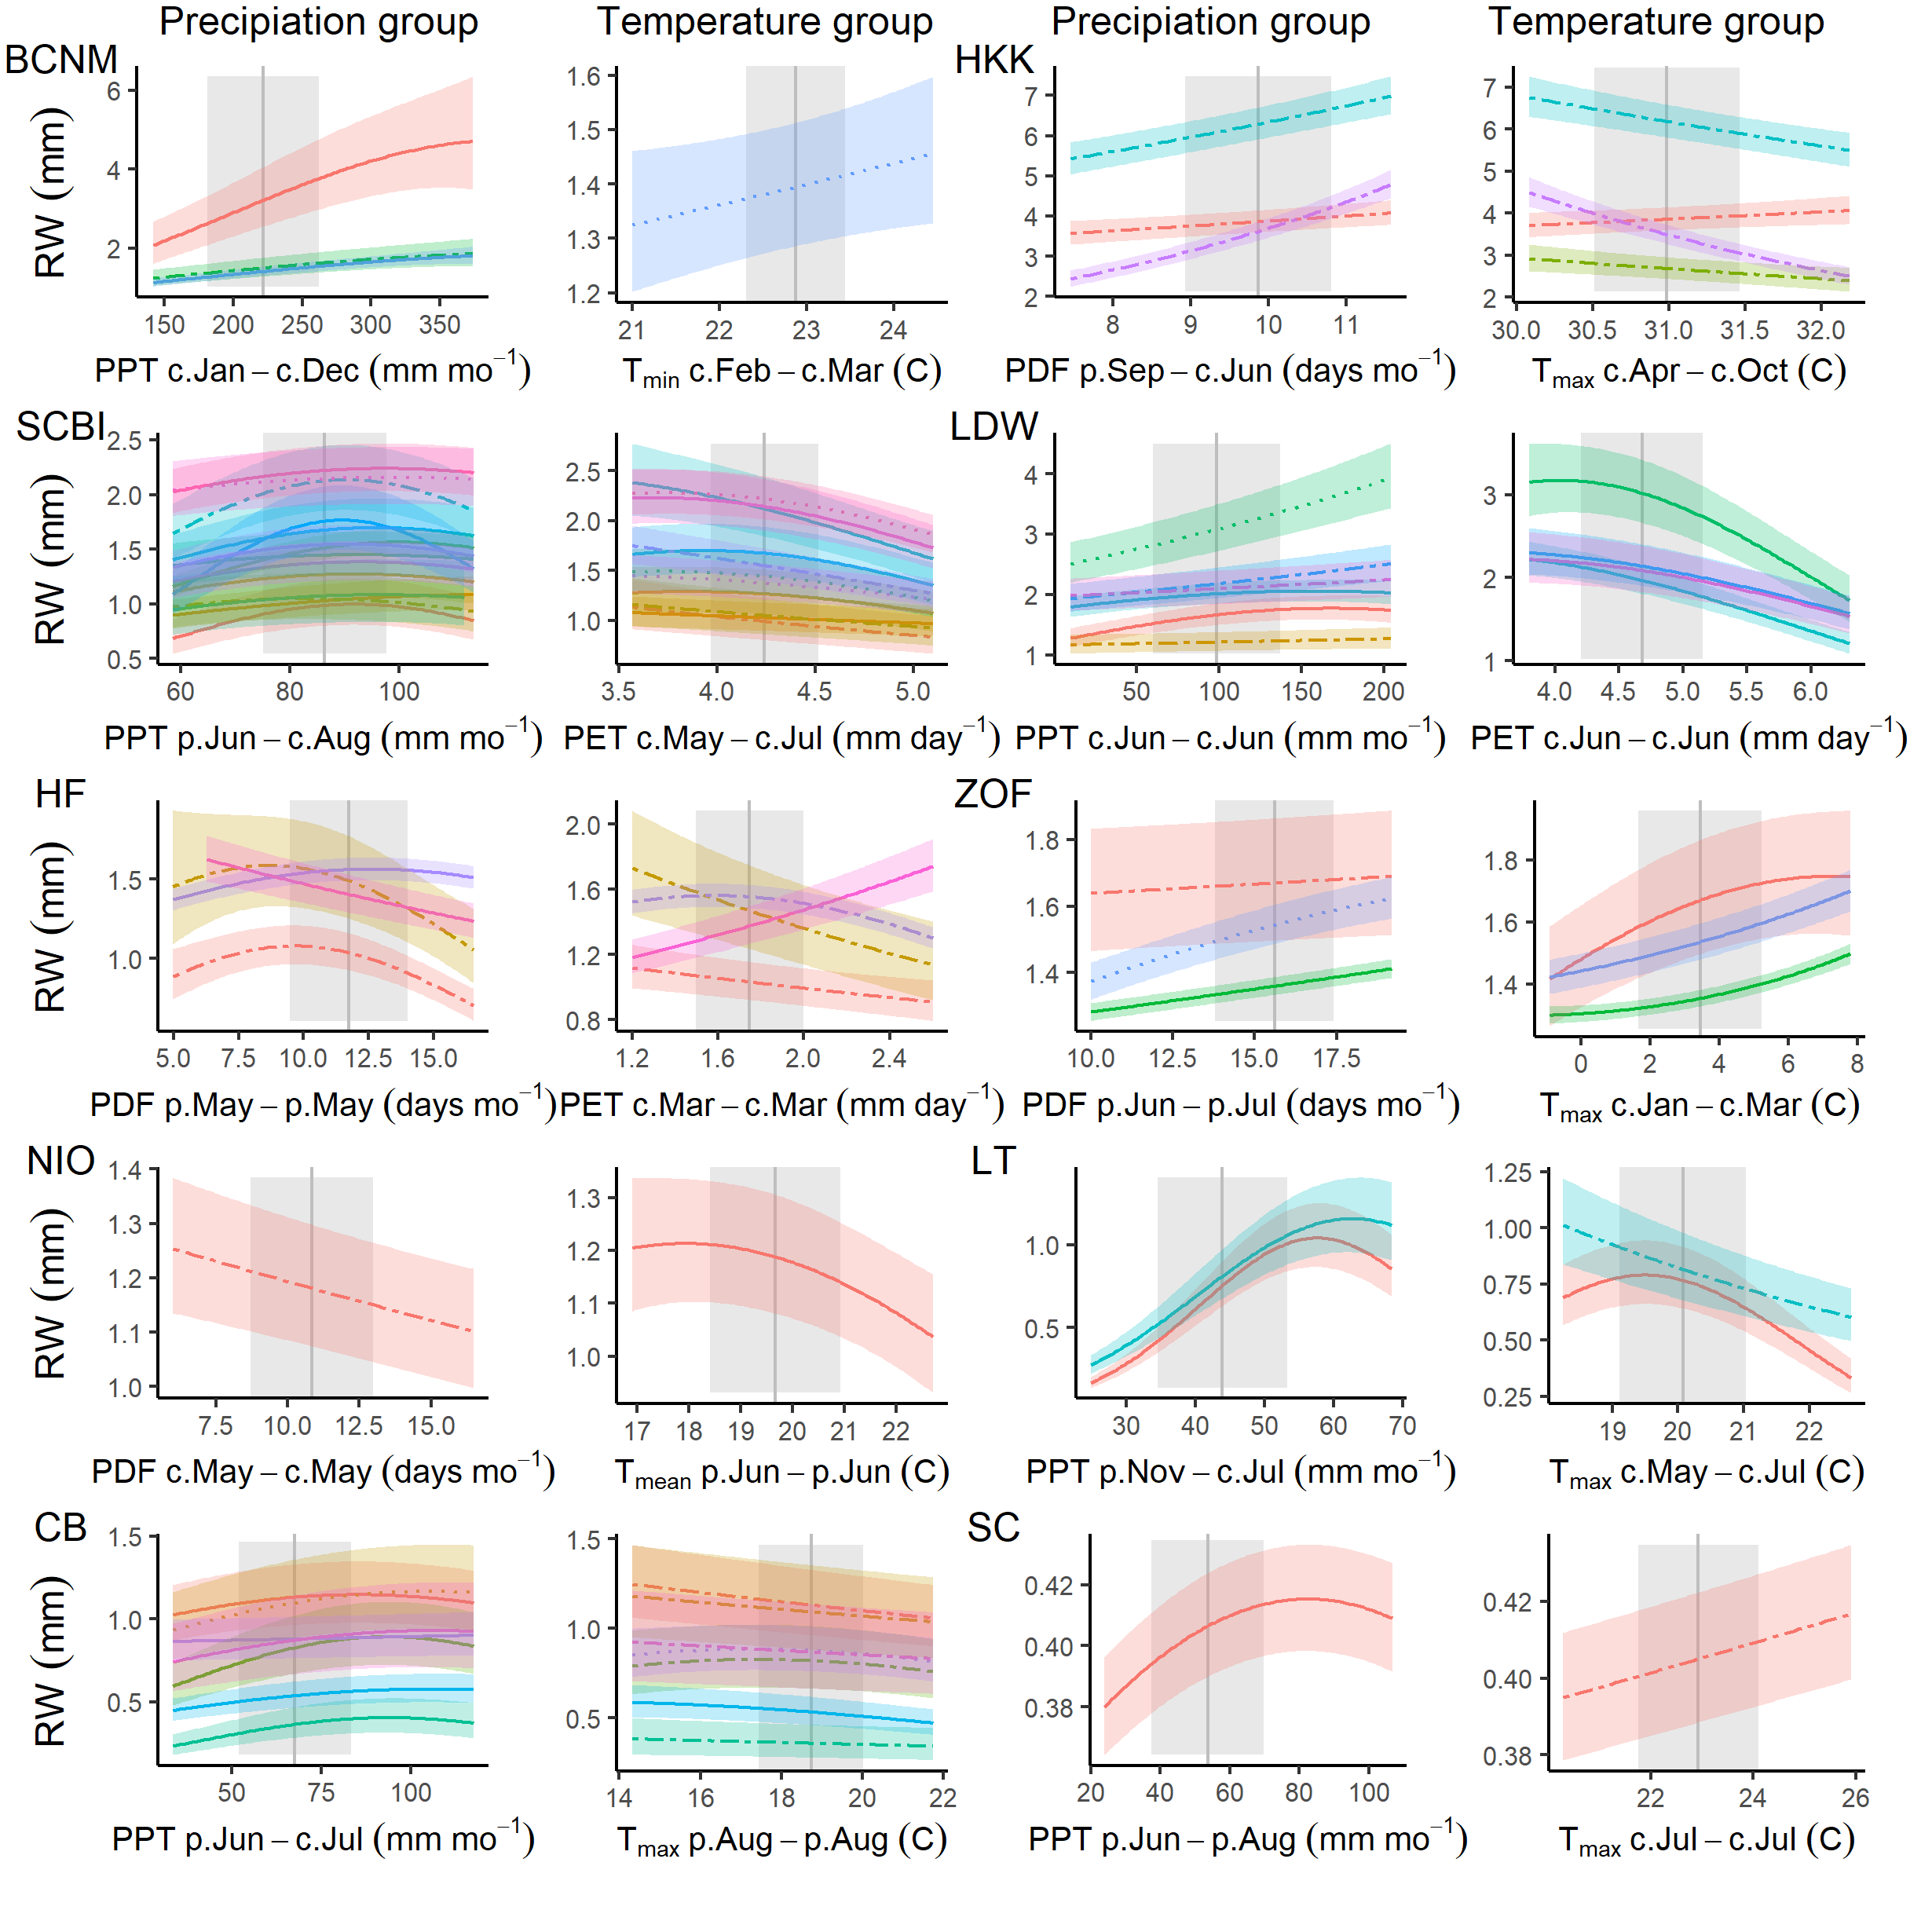 Precipiation group Temperature group Precipiation group Temperature group
BCNM HKK
RW (mm)
6 4 2
150 200 250 300 350
PPT c.Jan – c.Dec (mm mo⁻¹)
1.6 1.5 1.4 1.3 1.2
21 22 23 24
Tmin c.Feb – c.Mar (C)
7 6 5 4 3 2
8 9 10 11
PDF p.Sep – c.Jun (days mo⁻¹)
7 6 5 4 3 2
30.0 30.5 31.0 31.5 32.0
Tmax c.Apr – c.Oct (C)
SCBI LDW
RW (mm)
2.5 2.0 1.5 1.0 0.5
60 80 100
PPT p.Jun – c.Aug (mm mo⁻¹)
2.5 2.0 1.5 1.0
3.5 4.0 4.5 5.0
PET c.May – c.Jul (mm day⁻¹)
4 3 2 1
50 100 150 200
PPT c.Jun – c.Jun (mm mo⁻¹)
3 2 1
4.0 4.5 5.0 5.5 6.0
PET c.Jun – c.Jun (mm day⁻¹)
HF ZOF
RW (mm)
1.5 1.0
5.0 7.5 10.0 12.5 15.0
PDF p.May – p.May (days mo⁻¹)
2.0 1.6 1.2 0.8
1.2 1.6 2.0 2.4
PET c.Mar – c.Mar (mm day⁻¹)
1.8 1.6 1.4
10.0 12.5 15.0 17.5
PDF p.Jun – p.Jul (days mo⁻¹)
1.8 1.6 1.4
0 2 4 6 8
Tmax c.Jan – c.Mar (C)
NIO LT
RW (mm)
1.4 1.3 1.2 1.1 1.0
7.5 10.0 12.5 15.0
PDF c.May – c.May (days mo⁻¹)
1.3 1.2 1.1 1.0
17 18 19 20 21 22
Tmean p.Jun – p.Jun (C)
1.0 0.5
30 40 50 60 70
PPT p.Nov – c.Jul (mm mo⁻¹)
1.25 1.00 0.75 0.50 0.25
19 20 21 22
Tmax c.May – c.Jul (C)
CB SC
RW (mm)
1.5 1.0 0.5
50 75 100
PPT p.Jun – c.Jul (mm mo⁻¹)
1.5 1.0 0.5
14 16 18 20 22
Tmax p.Aug – p.Aug (C)
0.42 0.40 0.38
20 40 60 80 100
PPT p.Jun – p.Aug (mm mo⁻¹)
0.42 0.40 0.38
22 24 26
Tmax c.Jul – c.Jul (C)